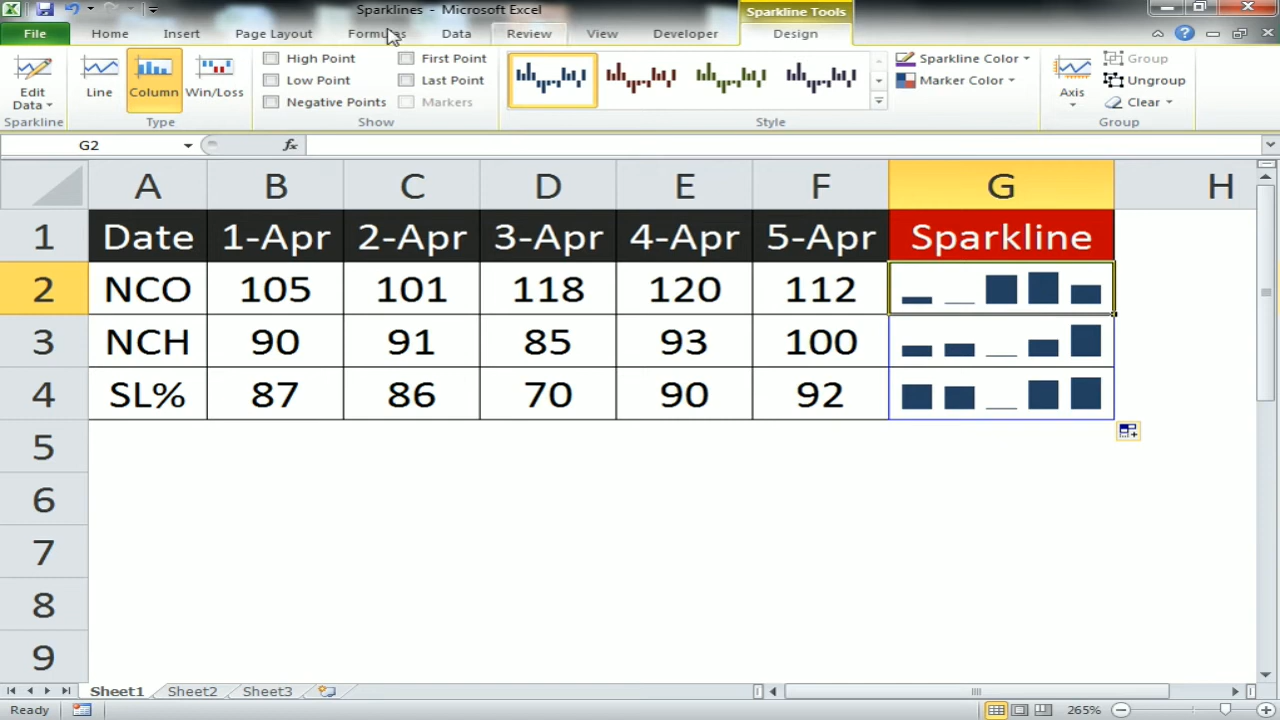 Sparklines - Microsoft Excel
Sparkline Tools
File Home Insert Page Layout Formulas Data Review View Developer Design
Edit Data
Line
Column
Win/Loss
High Point
First Point
Low Point
Last Point
Negative Points
Markers
Sparkline Color
Marker Color
Axis
Group
Ungroup
Clear
Sparkline Type Show Style Group
G2 fx
A B C D E F G H
1 Date 1-Apr 2-Apr 3-Apr 4-Apr 5-Apr Sparkline
2 NCO 105 101 118 120 112
3 NCH 90 91 85 93 100
4 SL% 87 86 70 90 92
5
6
7
8
9
Sheet1 Sheet2 Sheet3
Ready 265%